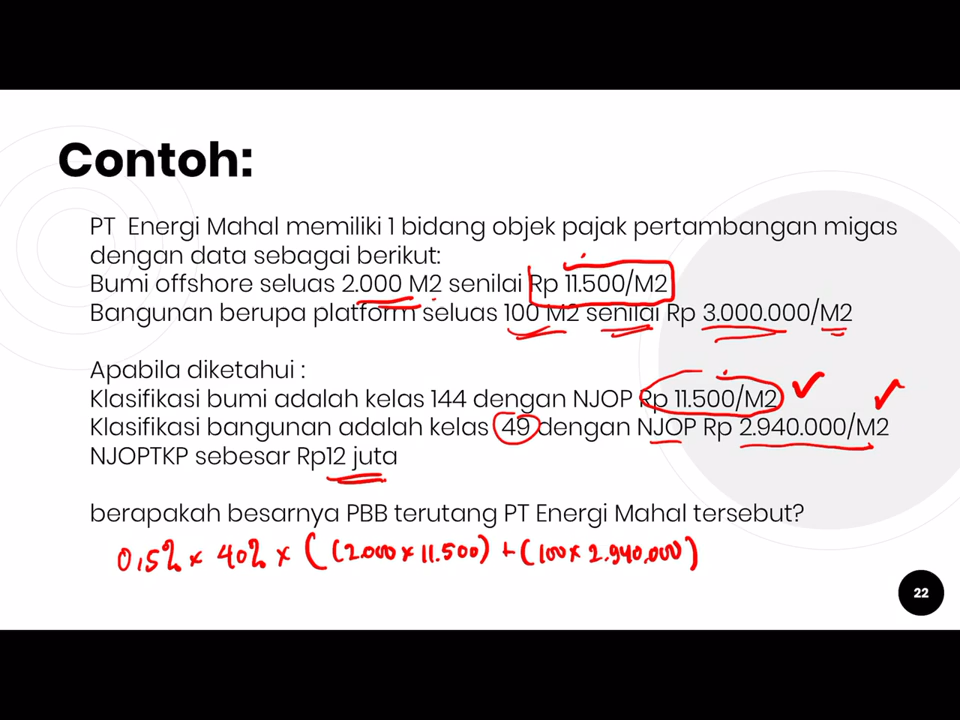 Contoh:
PT Energi Mahal memiliki 1 bidang objek pajak pertambangan migas
dengan data sebagai berikut:
Bumi offshore seluas 2.000 M2 senilai Rp 11.500/M2
Bangunan berupa platform seluas 100 M2 senilai Rp 3.000.000/M2
Apabila diketahui :
Klasifikasi bumi adalah kelas 144 dengan NJOP Rp 11.500/M2
Klasifikasi bangunan adalah kelas 49 dengan NJOP Rp 2.940.000/M2
NJOPTKP sebesar Rp12 juta
berapakah besarnya PBB terutang PT Energi Mahal tersebut?
0,5% x 40% x ((2.000 x 11.500) + (100 x 2.940.000)
22